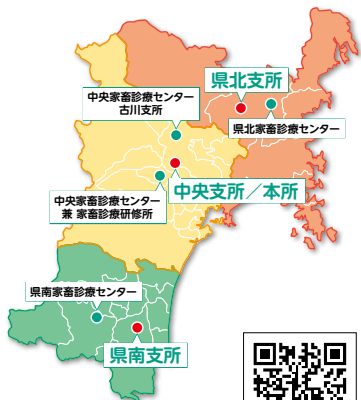 県北支所
中央家畜診療センター
古川支所
県北家畜診療センター
中央支所／本所
中央家畜診療センター
兼 家畜診療研修所
県南家畜診療センター
県南支所